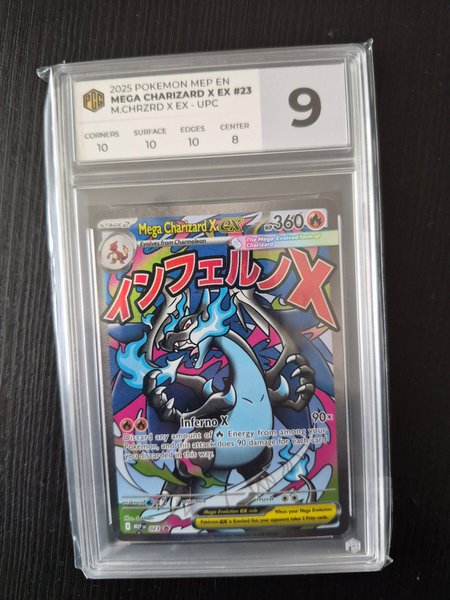 PGS
2025 POKEMON MEP EN
MEGA CHARIZARD X EX #23
M.CHRZRD X EX - UPC
CORNERS SURFACE EDGES CENTER
10 10 10 8
9
STAGE 2
Mega Charizard X ex
HP 360
Evolves from Charmeleon
The Mega-Evolved form of
Charizard
インフェルノX
Inferno X 90×
Discard any amount of Energy from among your
Pokémon, and this attack does 90 damage for each card
you discarded in this way.
Mega Evolution ex rule
When your Mega Evolution
Pokémon ex is Knocked Out, your opponent takes 3 Prize cards.
MEP EN 023